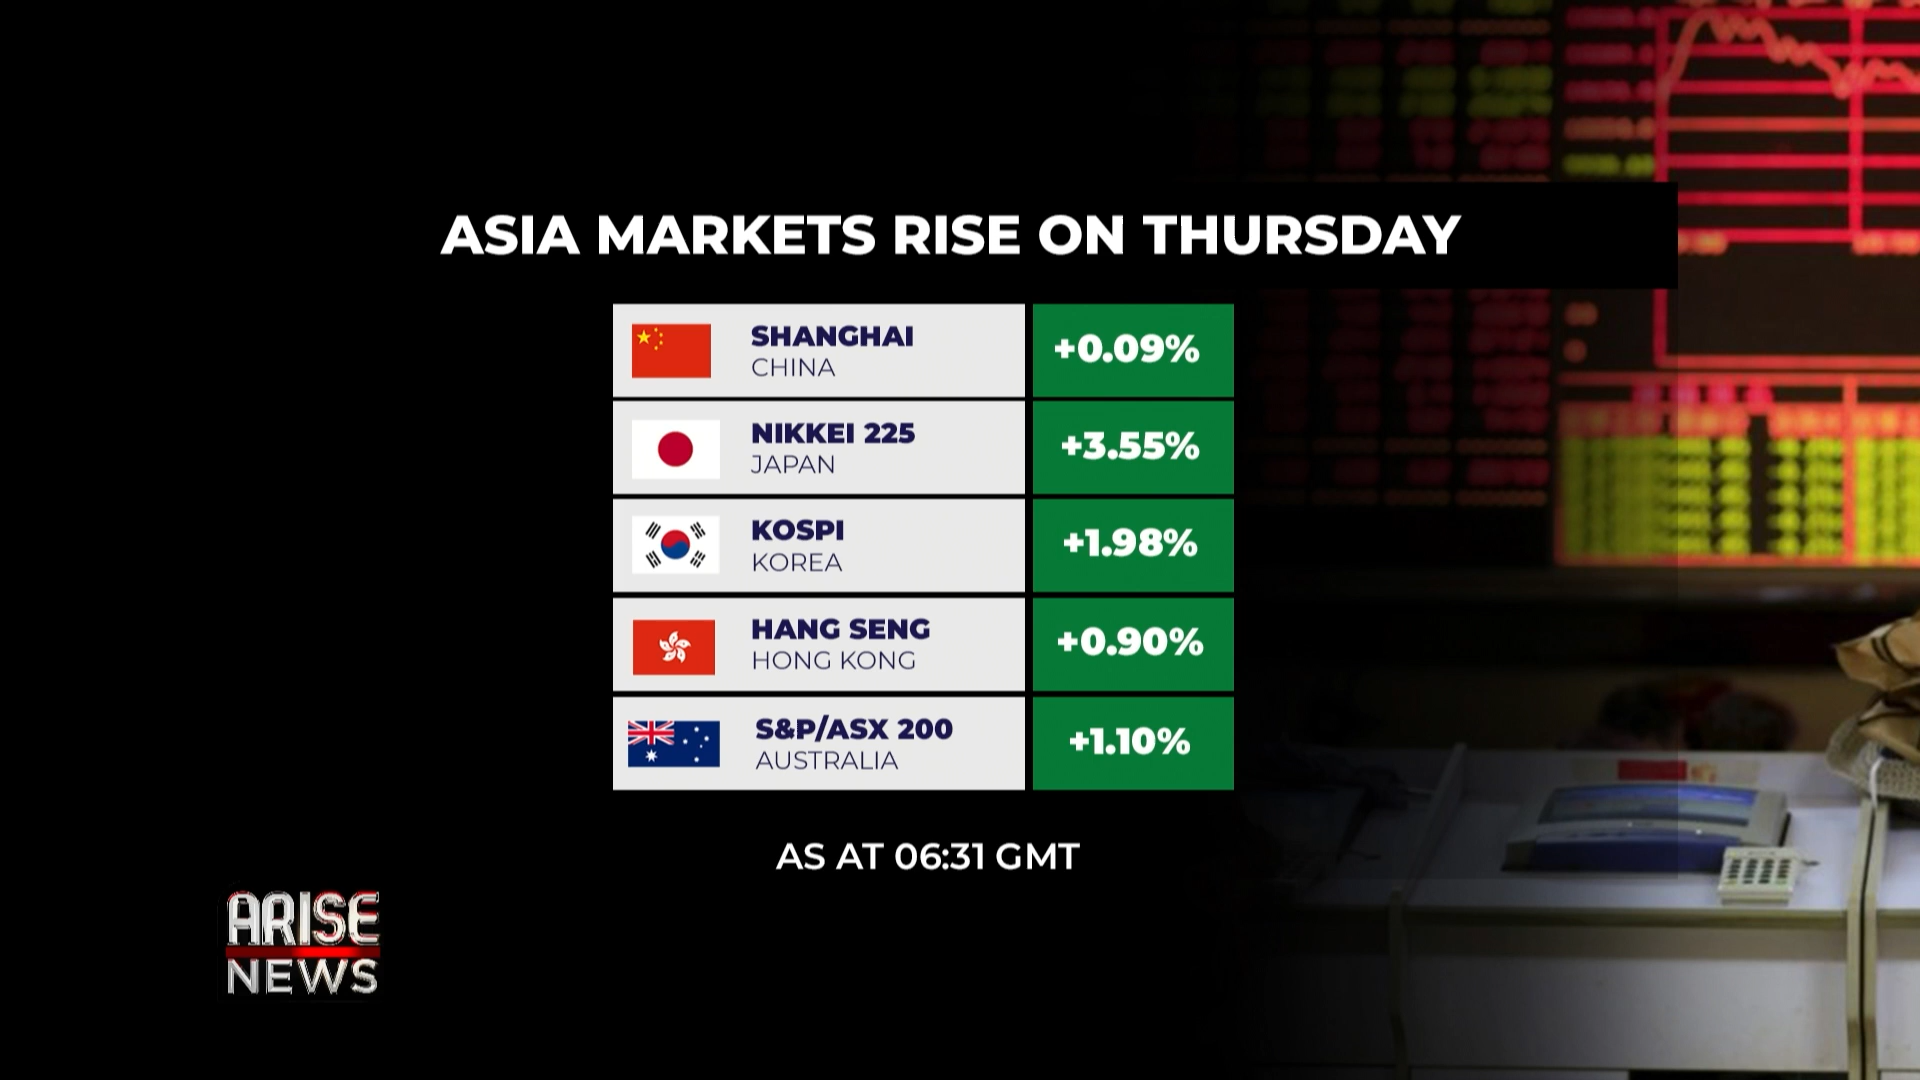 ASIA MARKETS RISE ON THURSDAY
SHANGHAI
CHINA
+0.09%
NIKKEI 225
JAPAN
+3.55%
KOSPI
KOREA
+1.98%
HANG SENG
HONG KONG
+0.90%
S&P/ASX 200
AUSTRALIA
+1.10%
AS AT 06:31 GMT
ARISE
NEWS